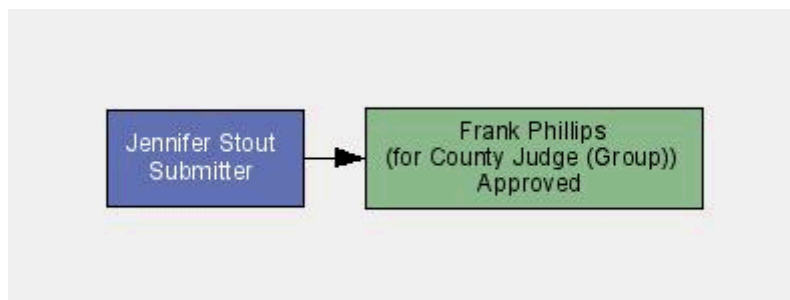 Jennifer Stout
Submitter
Frank Phillips
(for County Judge (Group))
Approved